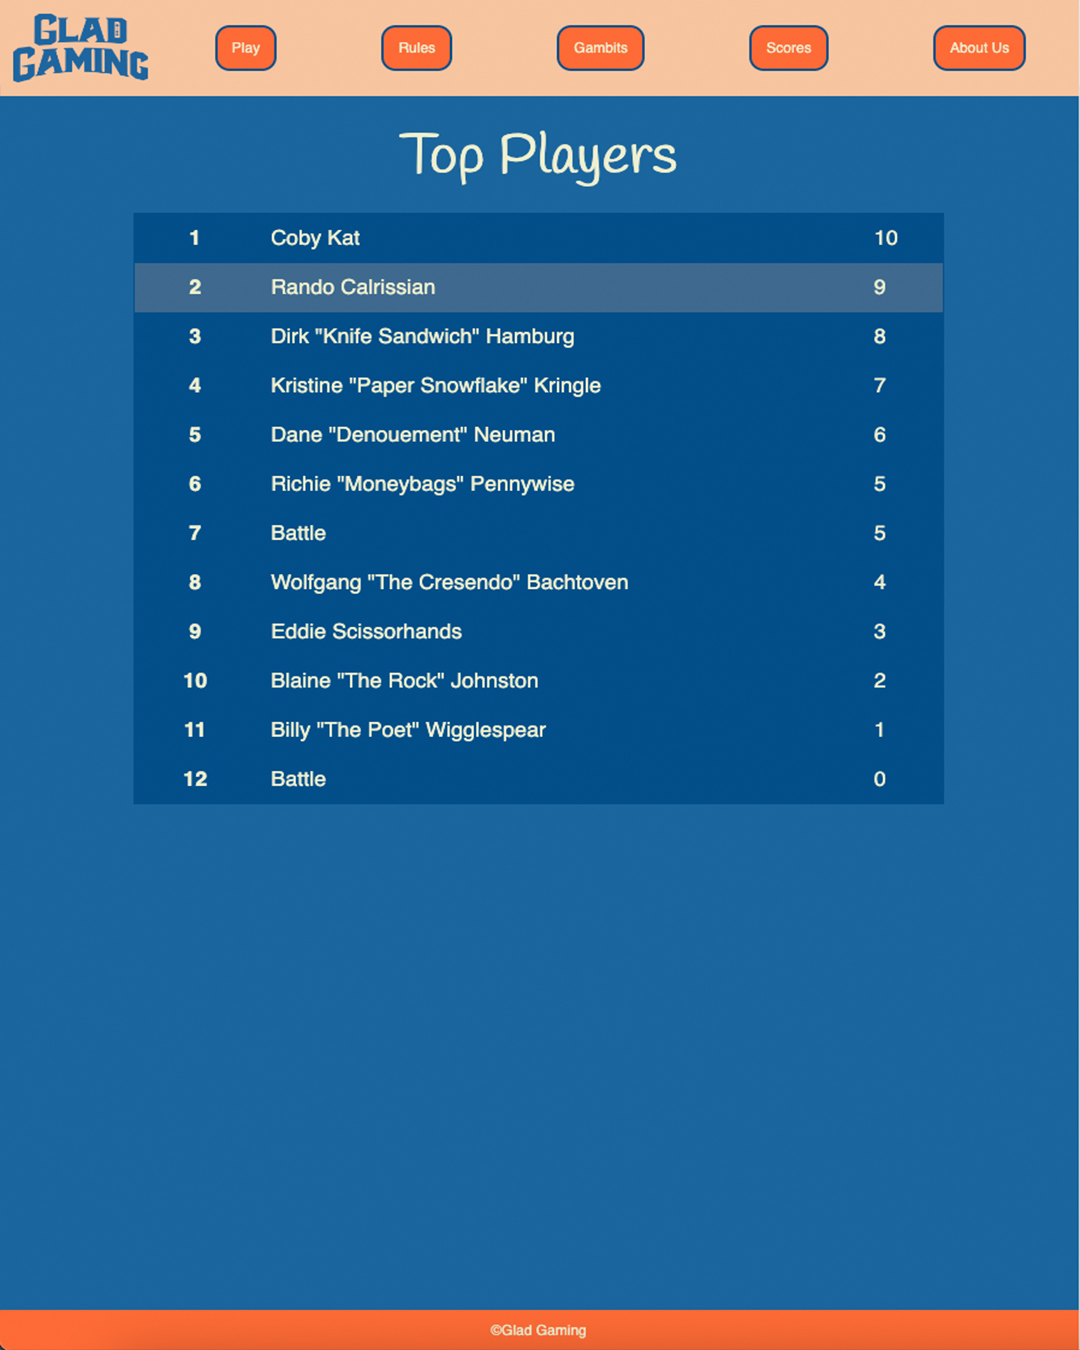 GLAD
GAMING
Play Rules Gambits Scores About Us
Top Players
1 Coby Kat 10
2 Rando Calrissian 9
3 Dirk "Knife Sandwich" Hamburg 8
4 Kristine "Paper Snowflake" Kringle 7
5 Dane "Denouement" Neuman 6
6 Richie "Moneybags" Pennywise 5
7 Battle 5
8 Wolfgang "The Cresendo" Bachtoven 4
9 Eddie Scissorhands 3
10 Blaine "The Rock" Johnston 2
11 Billy "The Poet" Wigglespear 1
12 Battle 0
©Glad Gaming